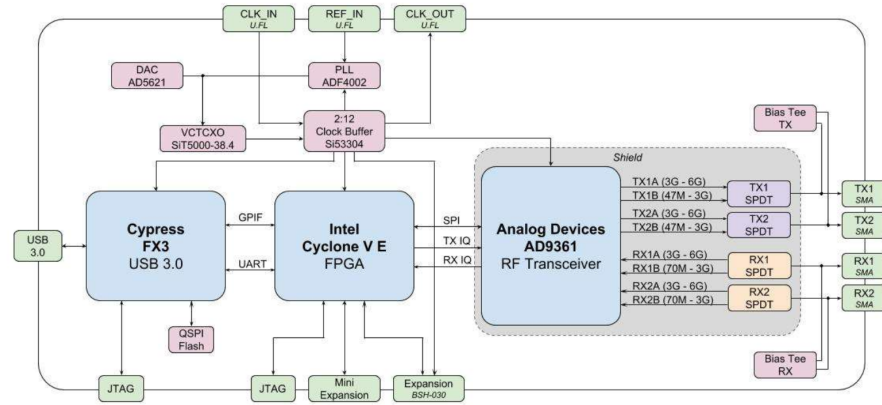 CLK_IN
U.FL
REF_IN
U.FL
CLK_OUT
U.FL
DAC
AD5621
PLL
ADF4002
VCTCXO
SiT5000-38.4
2:12
Clock Buffer
Si53304
Bias Tee
TX
Shield
Cypress
FX3
USB 3.0
GPIF
UART
Intel
Cyclone V E
FPGA
SPI
TX IQ
RX IQ
Analog Devices
AD9361
RF Transceiver
TX1A (3G - 6G)
TX1B (47M - 3G)
TX2A (3G - 6G)
TX2B (47M - 3G)
RX1A (3G - 6G)
RX1B (70M - 3G)
RX2A (3G - 6G)
RX2B (70M - 3G)
TX1
SPDT
TX2
SPDT
RX1
SPDT
RX2
SPDT
TX1
SMA
TX2
SMA
RX1
SMA
RX2
SMA
USB
3.0
QSPI
Flash
Bias Tee
RX
JTAG
JTAG
Mini
Expansion
Expansion
BSH-030